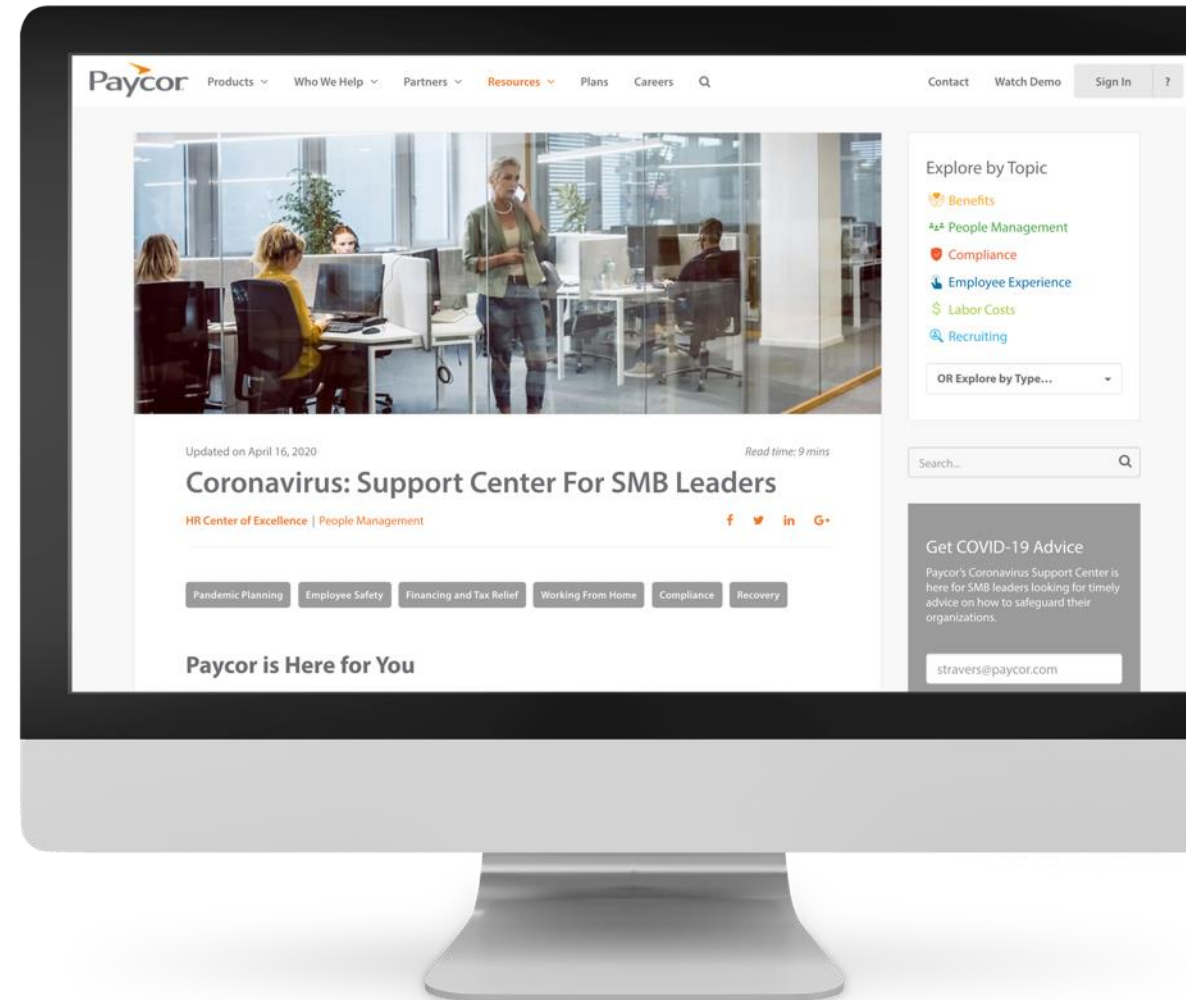 Paycor Products Who We Help Partners Resources Plans Careers Contact Watch Demo Sign In ?
Updated on April 16, 2020 Read time: 9 mins
Coronavirus: Support Center For SMB Leaders
HR Center of Excellence | People Management f in G+
Pandemic Planning Employee Safety Financing and Tax Relief Working From Home Compliance Recovery
Paycor is Here for You
Explore by Topic
Benefits
People Management
Compliance
Employee Experience
$ Labor Costs
Recruiting
OR Explore by Type...
Search...
Get COVID-19 Advice
Paycor's Coronavirus Support Center is
here for SMB leaders looking for timely
advice on how to safeguard their
organizations.
stravers@paycor.com